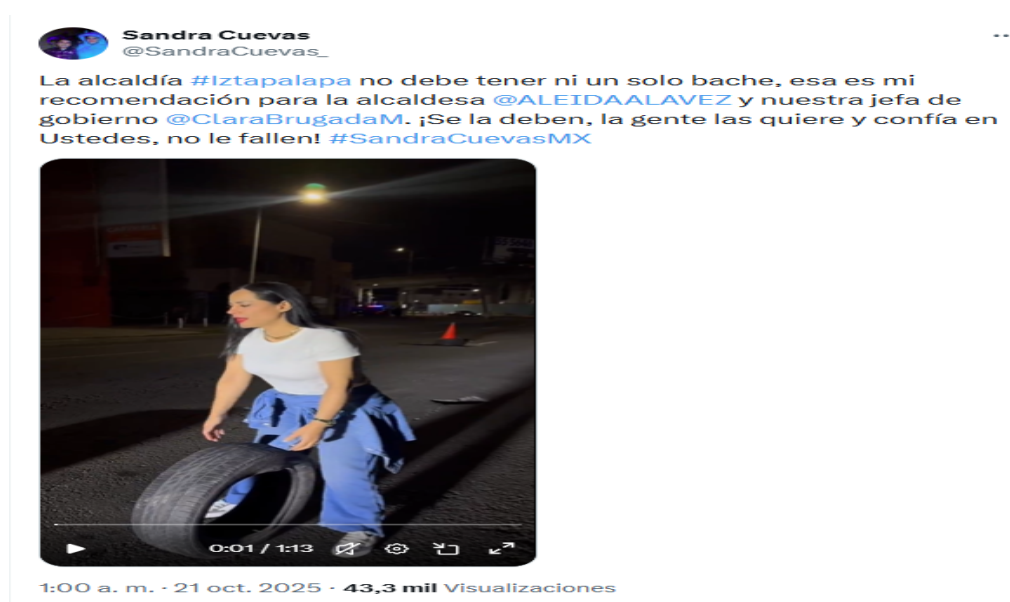 Sandra Cuevas
@SandraCuevas_
La alcaldía #Iztapalapa no debe tener ni un solo bache, esa es mi
recomendación para la alcaldesa @ALEIDAALAVEZ y nuestra jefa de
gobierno @ClaraBrugadaM. ¡Se la deben, la gente las quiere y confía en
Ustedes, no le fallen! #SandraCuevasMX
0:01 / 1:13
1:00 a. m. · 21 oct. 2025 · 43,3 mil Visualizaciones